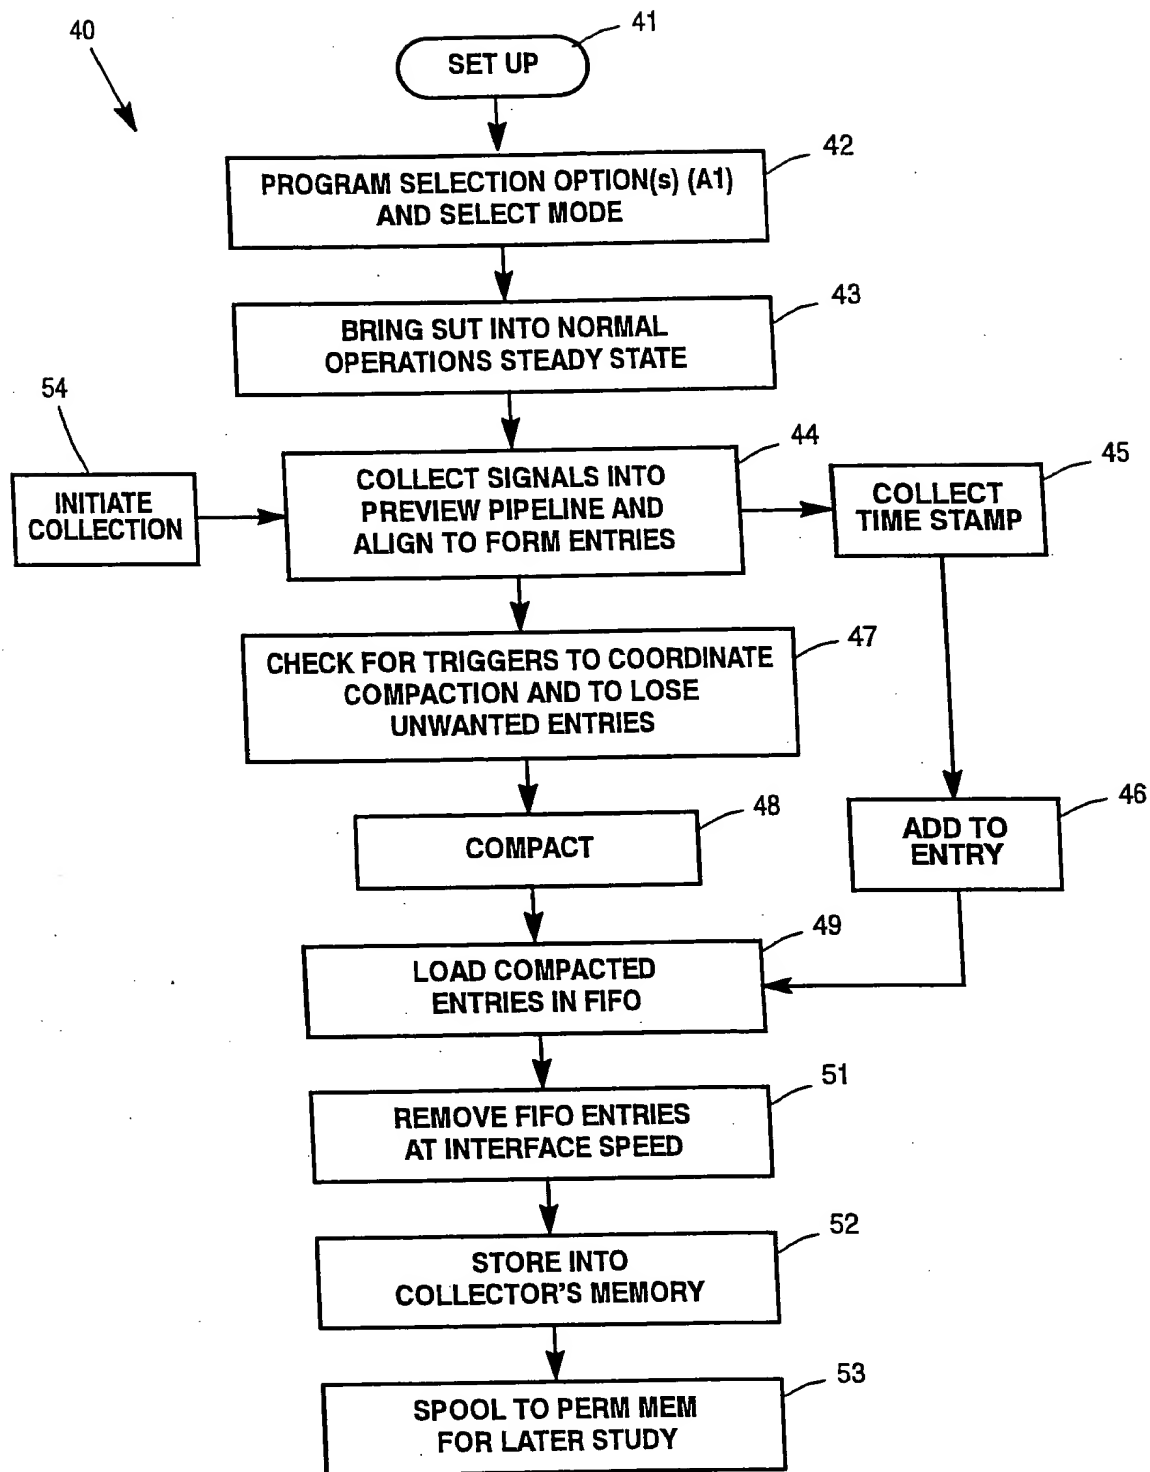 40
41
SET UP
42
PROGRAM SELECTION OPTION(s) (A1)
AND SELECT MODE
43
BRING SUT INTO NORMAL
OPERATIONS STEADY STATE
54
INITIATE
COLLECTION
44
COLLECT SIGNALS INTO
PREVIEW PIPELINE AND
ALIGN TO FORM ENTRIES
45
COLLECT
TIME STAMP
47
CHECK FOR TRIGGERS TO COORDINATE
COMPACTION AND TO LOSE
UNWANTED ENTRIES
48
COMPACT
46
ADD TO
ENTRY
49
LOAD COMPACTED
ENTRIES IN FIFO
51
REMOVE FIFO ENTRIES
AT INTERFACE SPEED
52
STORE INTO
COLLECTOR'S MEMORY
53
SPOOL TO PERM MEM
FOR LATER STUDY